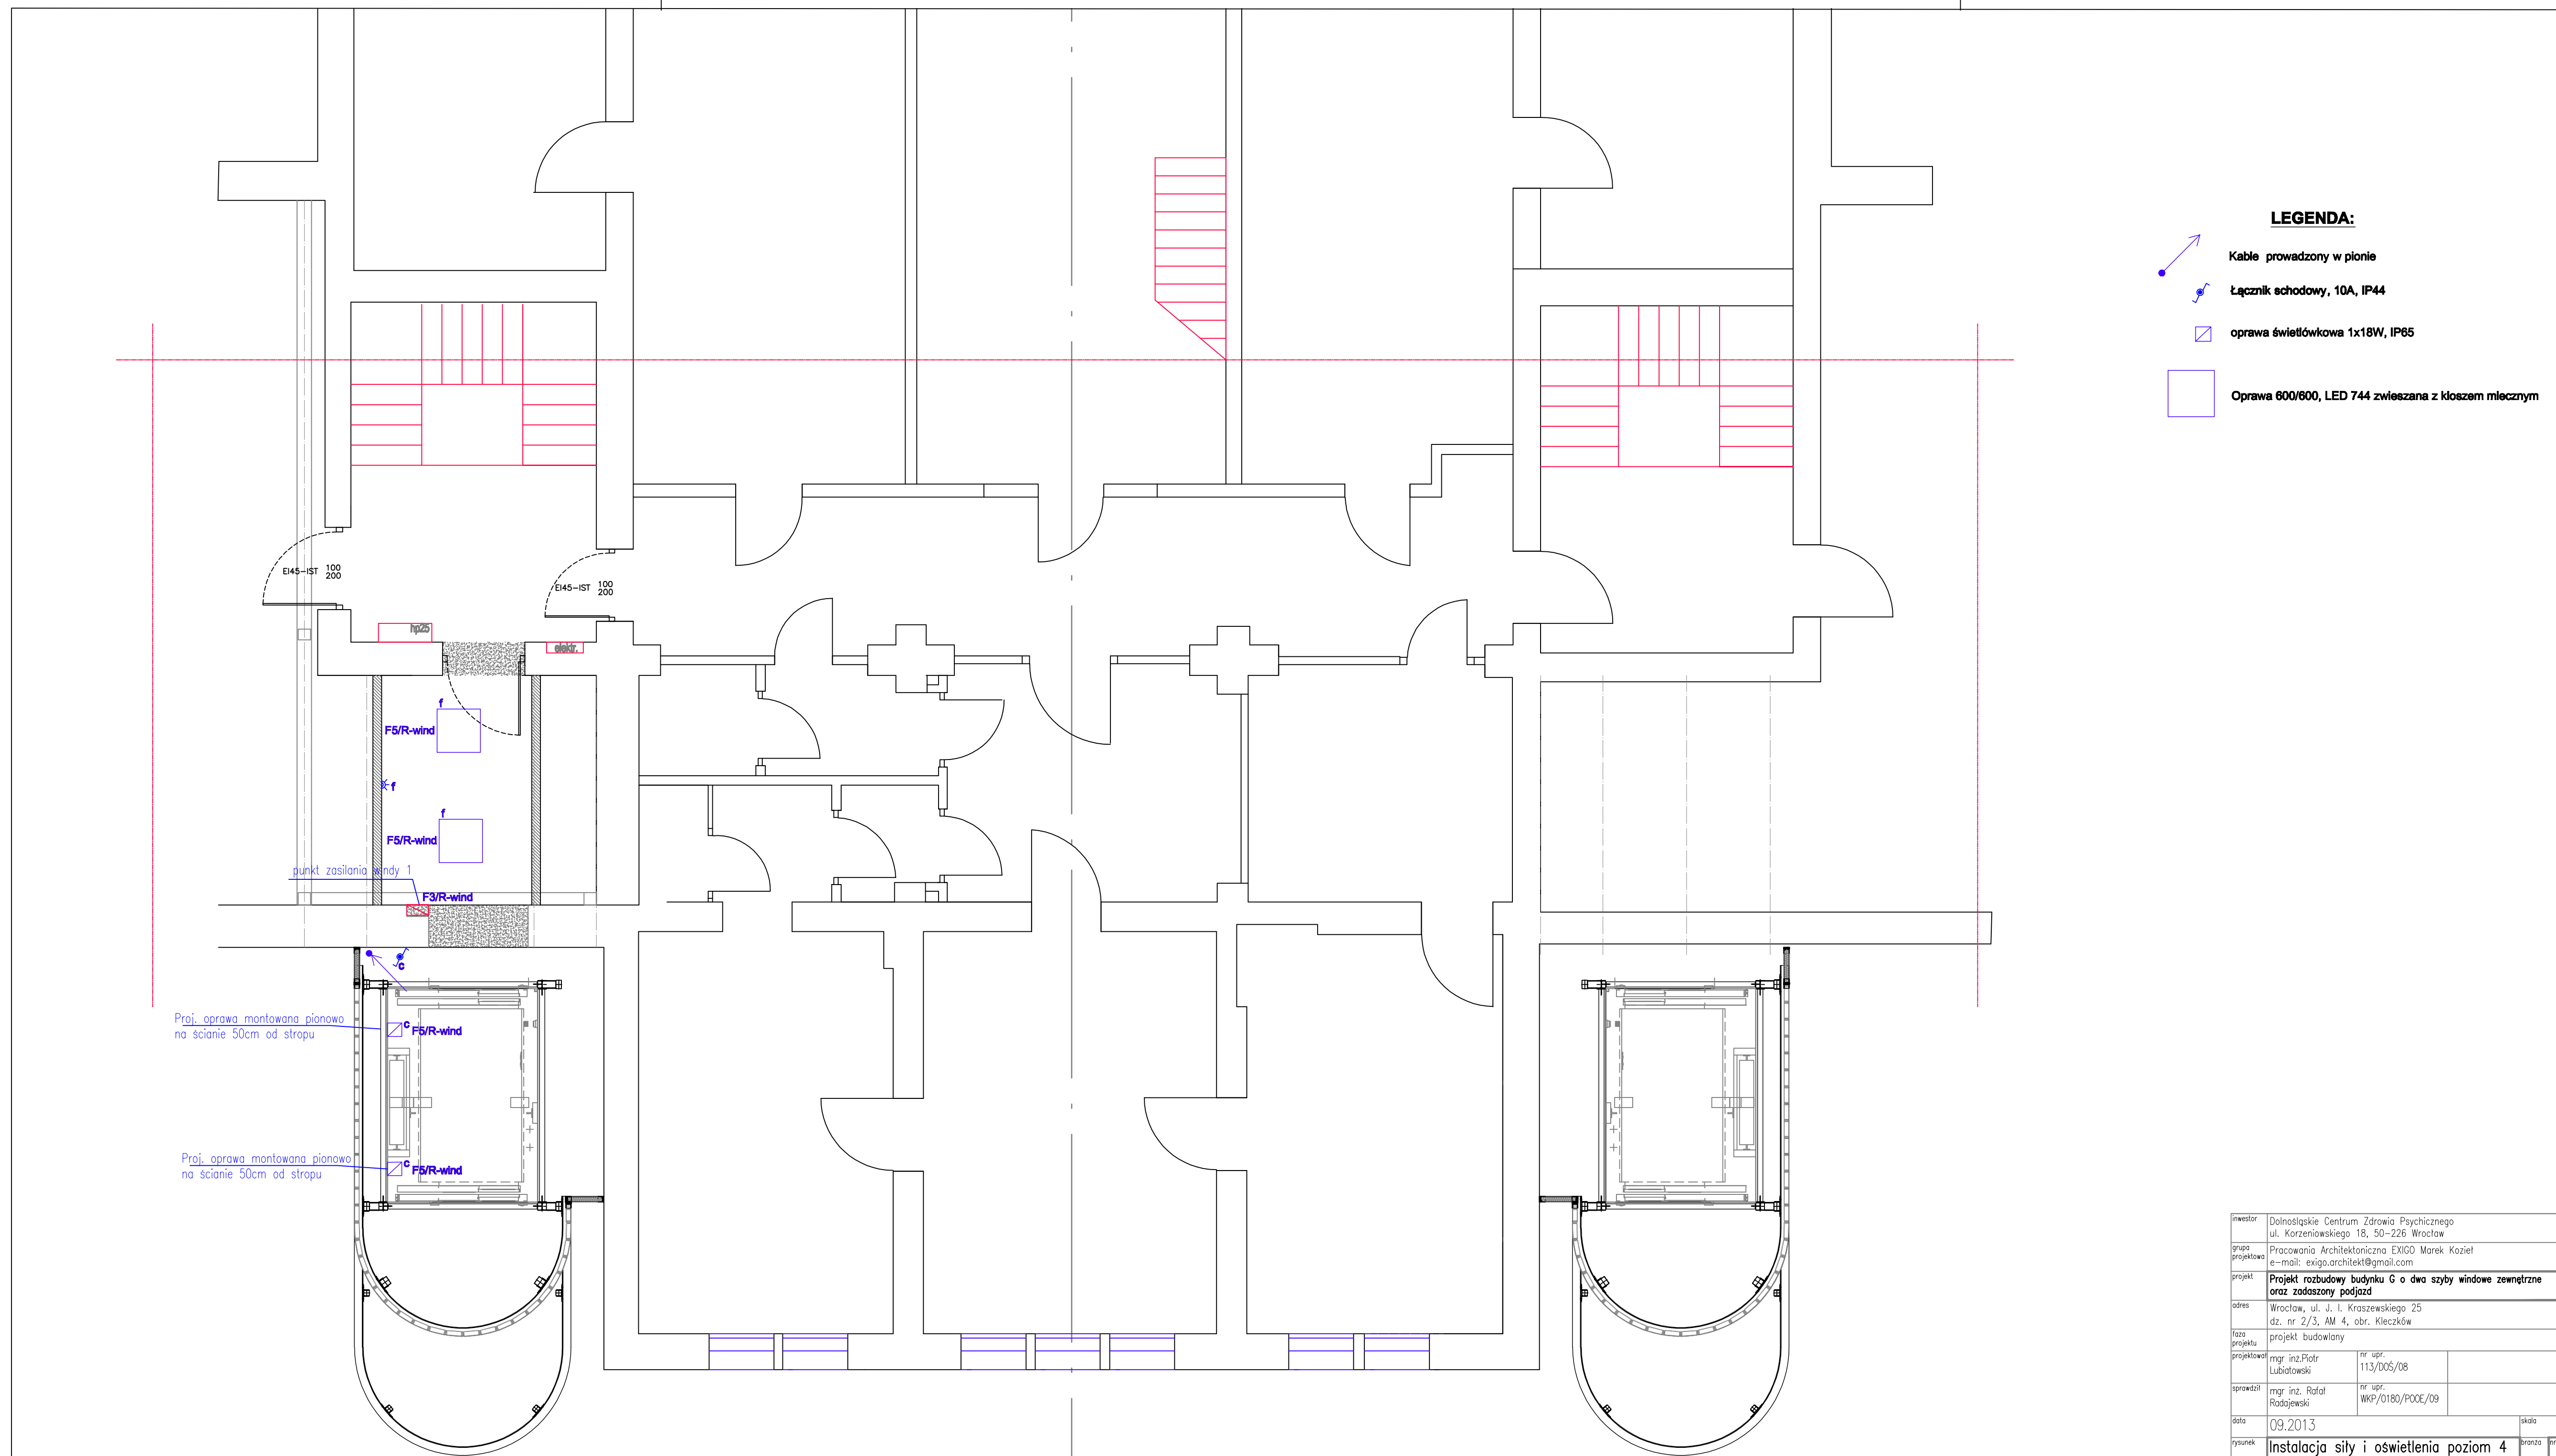 LEGENDA:
Kable prowadzony w pionie
Łącznik schodowy, 10A, IP44
oprawa świetlówkowa 1x18W, IP65
Oprawa 600/600, LED 744 zwieszana z kloszem mlecznym
EI45-IST 100
200
EI45-IST 100
200
hp25
elektr.
f
F5/R-wind
f
f
F5/R-wind
punkt zasilania windy 1
F3/R-wind
c
Proj. oprawa montowana pionowo
na ścianie 50cm od stropu
c
F5/R-wind
Proj. oprawa montowana pionowo
na ścianie 50cm od stropu
c
F5/R-wind
inwestor
Dolnośląskie Centrum Zdrowia Psychicznego
ul. Korzeniowskiego 18, 50-226 Wrocław
grupa
projektowa
Pracowania Architektoniczna EXIGO Marek Kozieł
e-mail: exigo.architekt@gmail.com
projekt
Projekt rozbudowy budynku G o dwa szyby windowe zewnętrzne
oraz zadaszony podjazd
adres
Wrocław, ul. J. I. Kraszewskiego 25
dz. nr 2/3, AM 4, obr. Kleczków
faza
projektu
projekt budowlany
projektował
mgr inż.Piotr
Lubiatowski
nr upr.
113/DOŚ/08
sprawdził
mgr inż. Rafał
Radajewski
nr upr.
WKP/0180/POOE/09
data
09.2013
skala
rysunek
Instalacja siły i oświetlenia poziom 4
branża